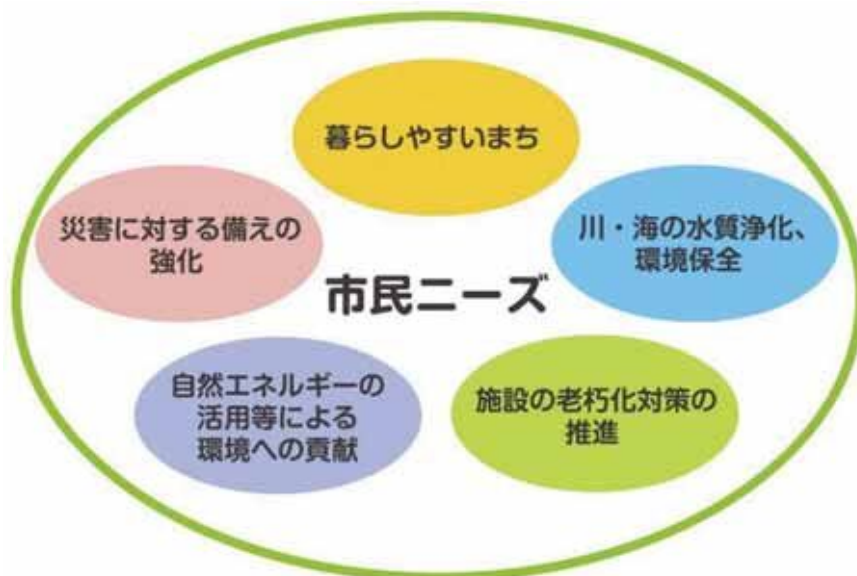 暮らしやすいまち
災害に対する備えの
強化
川・海の水質浄化、
環境保全
市民ニーズ
自然エネルギーの
活用等による
環境への貢献
施設の老朽化対策の
推進